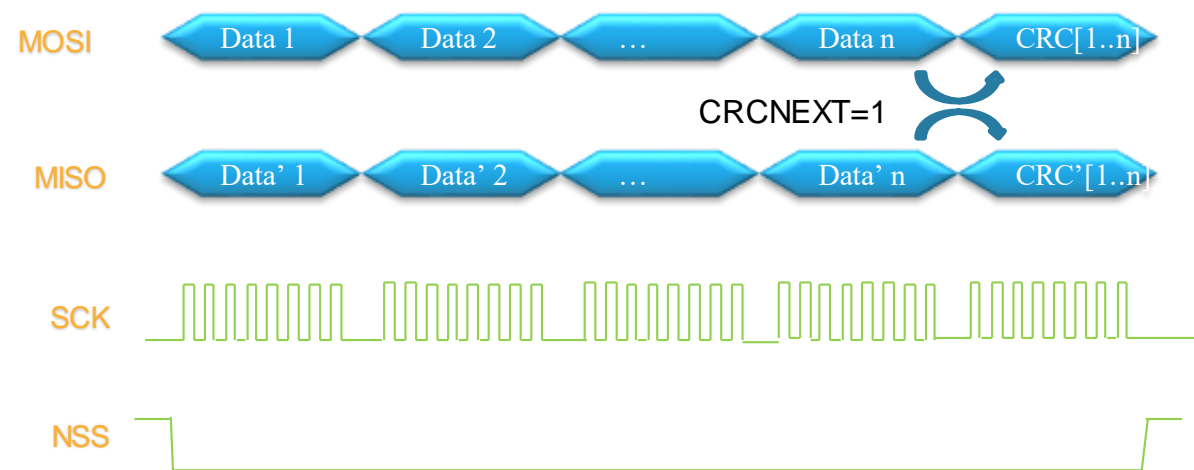 MOSI Data 1 Data 2 … Data n CRC[1..n]
CRCNEXT=1
MISO Data’ 1 Data’ 2 … Data’ n CRC’[1..n]
SCK
NSS